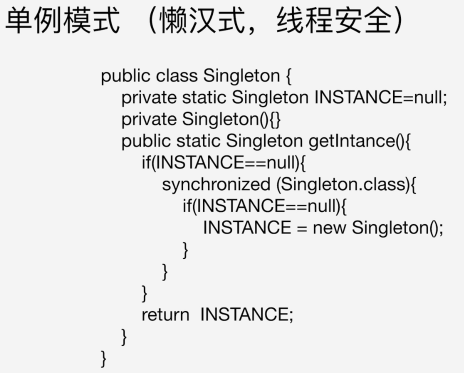 单例模式 （懒汉式，线程安全）
public class Singleton {
private static Singleton INSTANCE=null;
private Singleton(){}
public static Singleton getIntance(){
if(INSTANCE==null){
synchronized (Singleton.class){
if(INSTANCE==null){
INSTANCE = new Singleton();
}
}
}
return  INSTANCE;
}
}